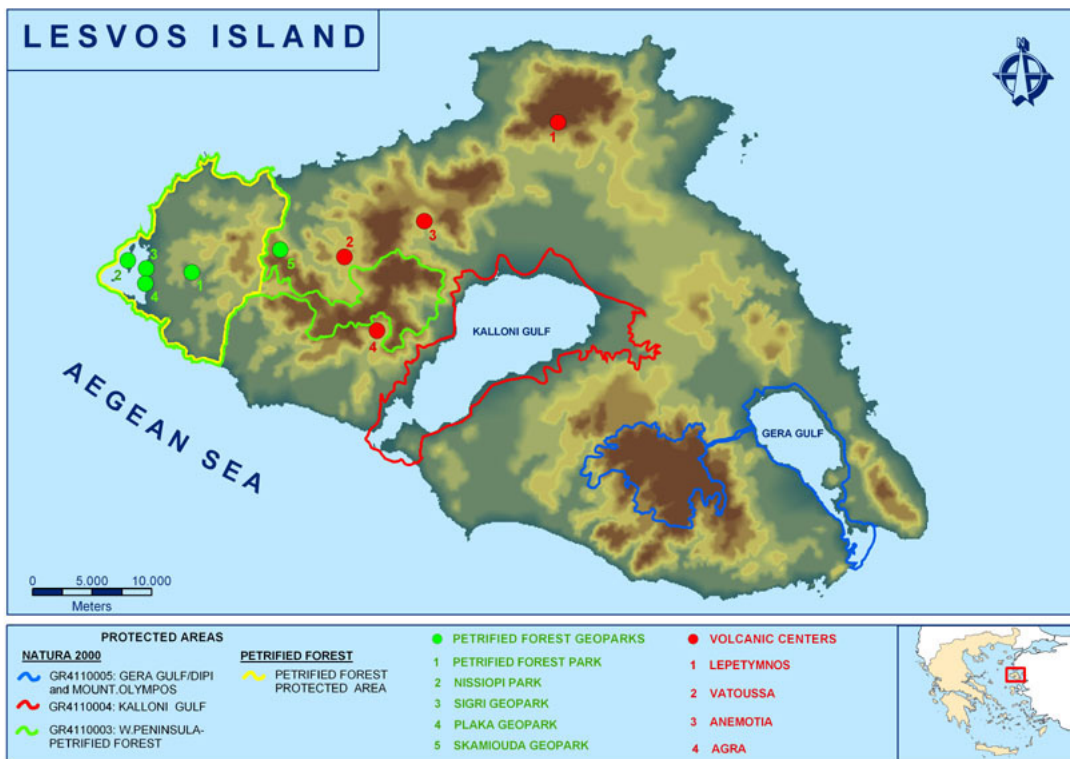 LESVOS ISLAND
N
1
2
3
4
5
1
2
3
4
KALLONI GULF
GERA GULF
AEGEAN SEA
0 5.000 10.000
Meters
PROTECTED AREAS
NATURA 2000
GR4110005: GERA GULF/DIPI
and MOUNT.OLYMPOS
GR4110004: KALLONI GULF
GR4110003: W.PENINSULA-
PETRIFIED FOREST
PETRIFIED FOREST
PETRIFIED FOREST
PROTECTED AREA
PETRIFIED FOREST GEOPARKS
1 PETRIFIED FOREST PARK
2 NISSIOPI PARK
3 SIGRI GEOPARK
4 PLAKA GEOPARK
5 SKAMIOUDA GEOPARK
VOLCANIC CENTERS
1 LEPETYMNOS
2 VATOUSSA
3 ANEMOTIA
4 AGRA